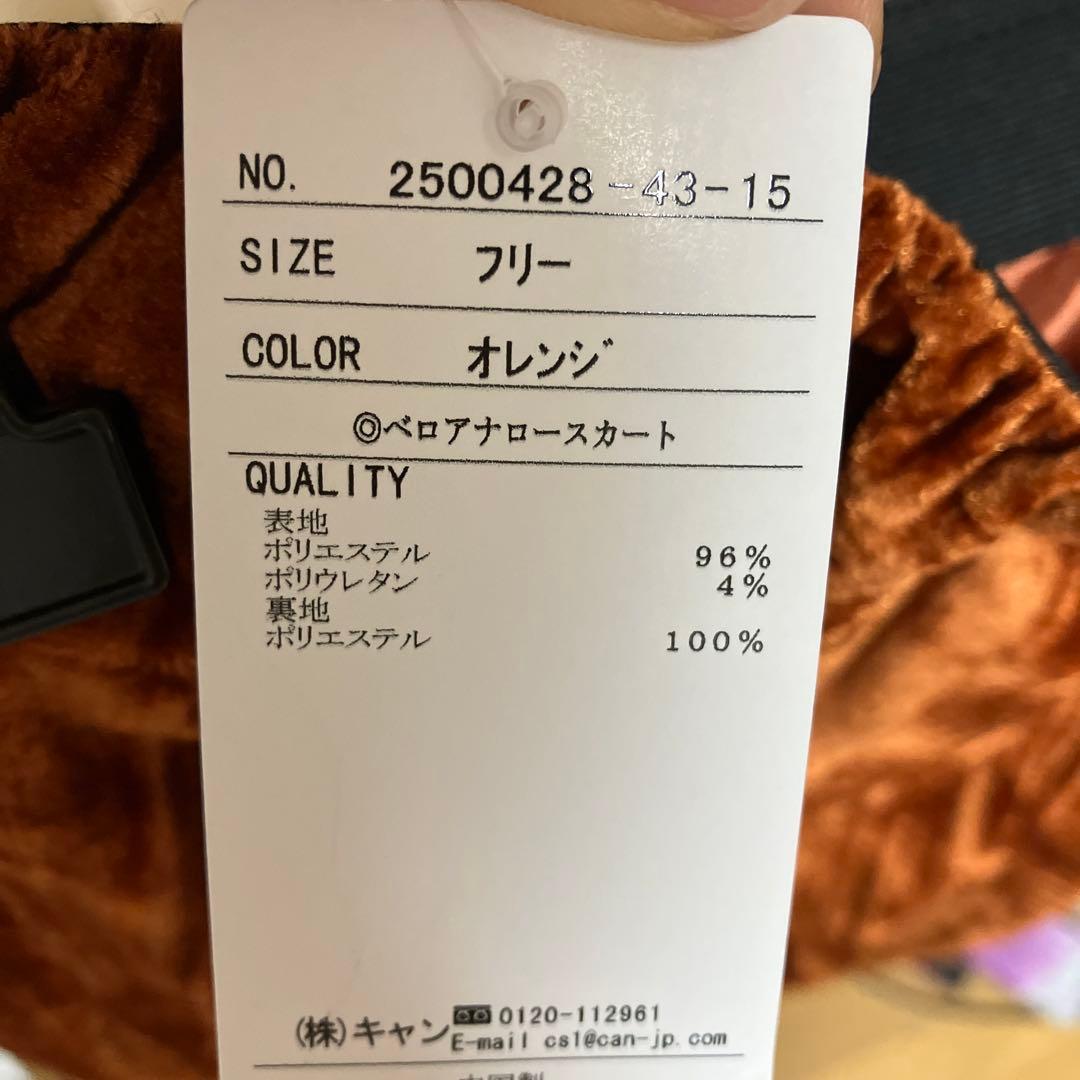 NO. 2500428-43-15
SIZE フリー
COLOR オレンジ
◎ベロアナロースカート
QUALITY
表地
ポリエステル 96%
ポリウレタン 4%
裏地
ポリエステル 100%
(株)キャン 0120-112961
E-mail cs1@can-jp.com